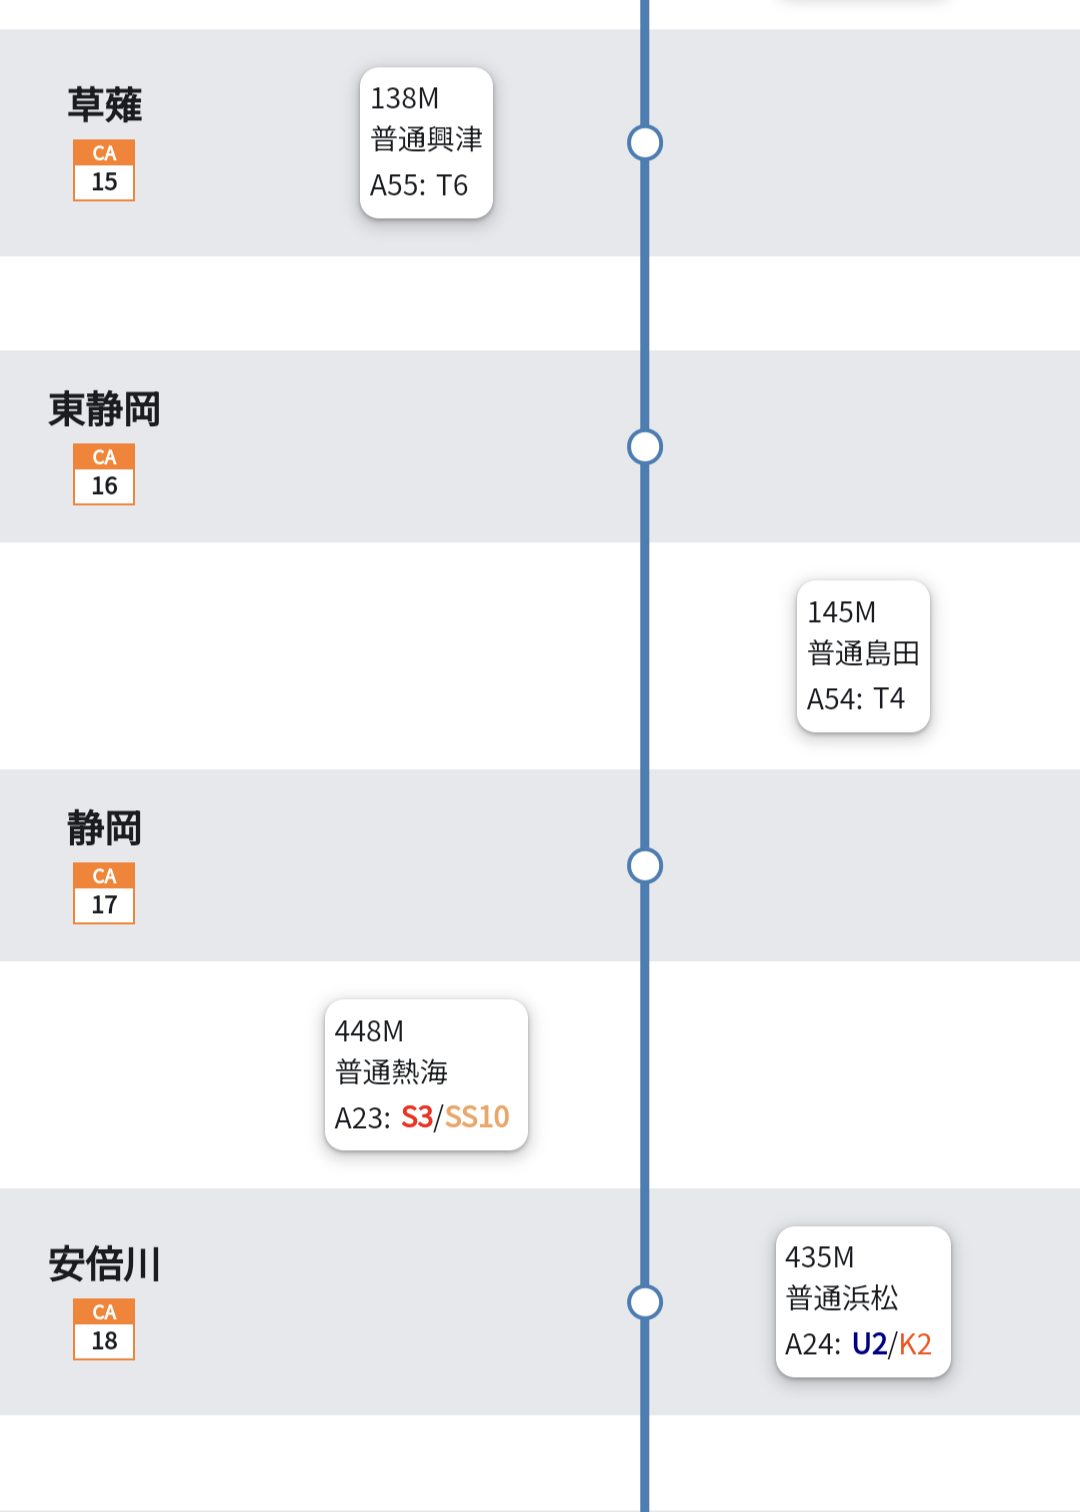 草薙
CA
15
138M
普通興津
A55: T6
東静岡
CA
16
145M
普通島田
A54: T4
静岡
CA
17
448M
普通熱海
A23: S3/SS10
安倍川
CA
18
435M
普通浜松
A24: U2/K2